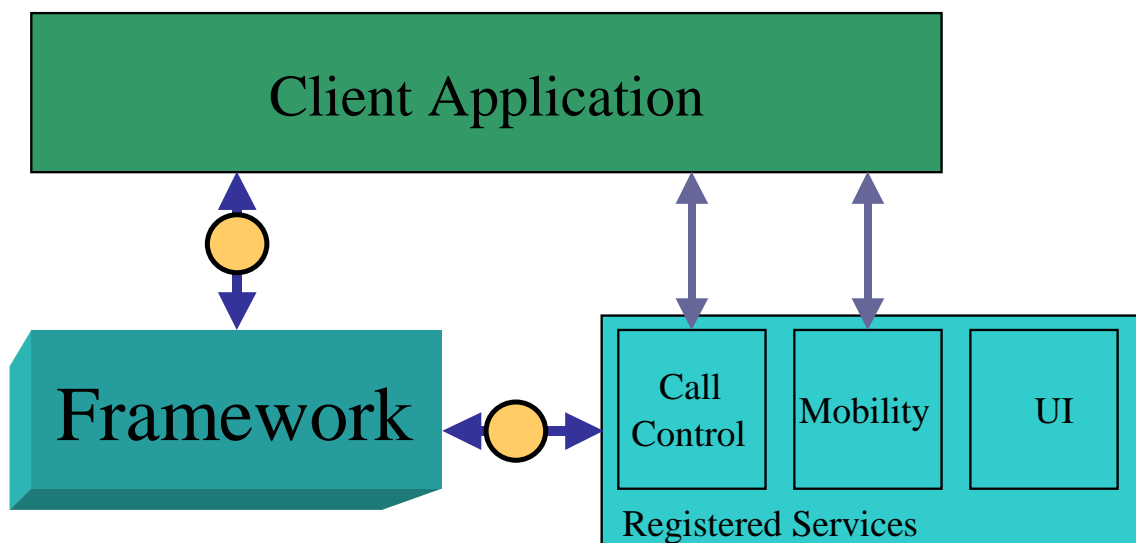 Client Application
Framework
Call
Control
Mobility
UI
Registered Services